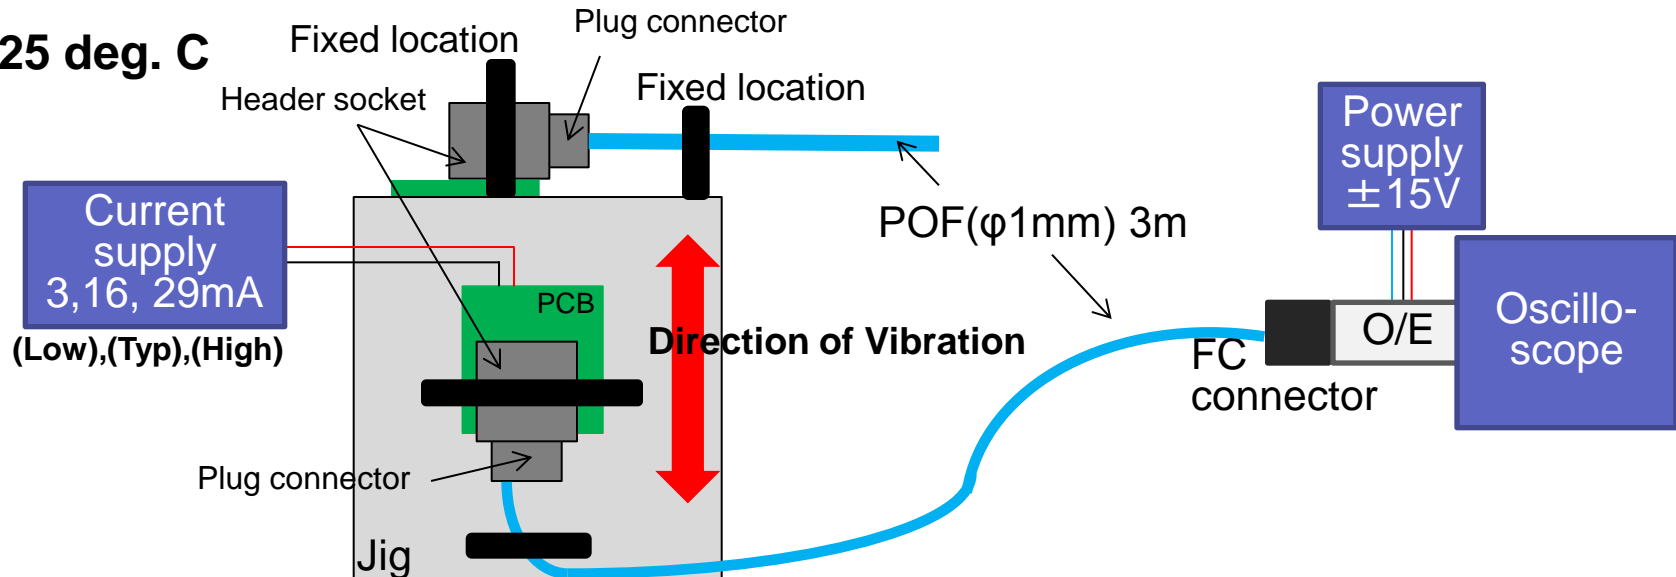 25 deg. C
Fixed location
Plug connector
Header socket
Fixed location
Power
supply
±15V
Current
supply
3,16, 29mA
(Low),(Typ),(High)
POF(φ1mm) 3m
PCB
Direction of Vibration
FC
connector
O/E
Oscillo-
scope
Plug connector
Jig